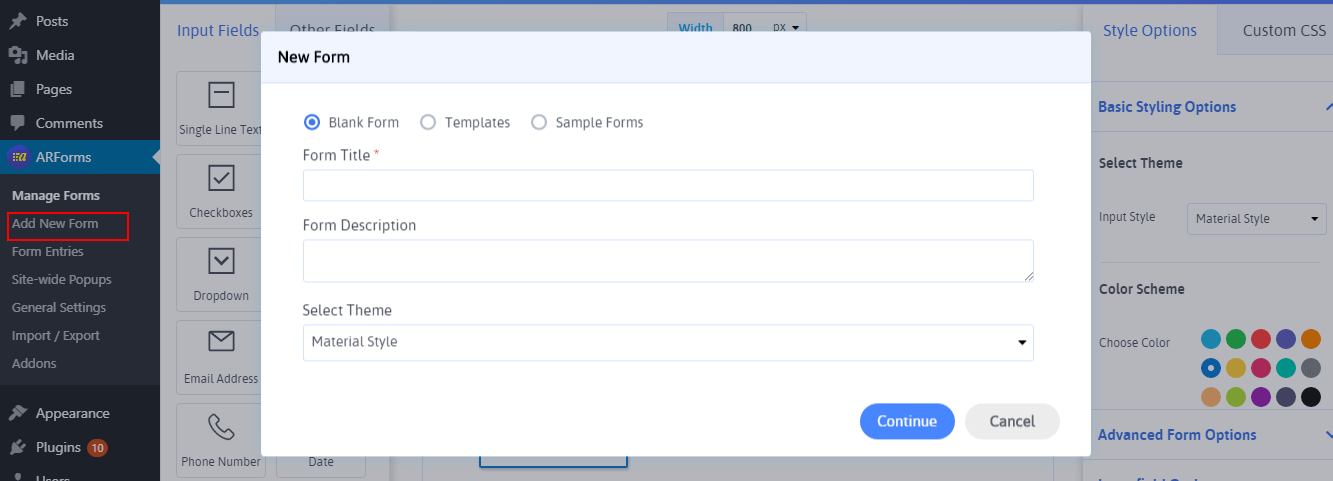 Posts
Media
Pages
Comments
ARForms
Manage Forms
Add New Form
Form Entries
Site-wide Popups
General Settings
Import / Export
Addons
Appearance
Plugins 10
Users
Input Fields
Other Fields
Single Line Text
Checkboxes
Dropdown
Email Address
Phone Number
Date
Width 800 px
New Form
Blank Form Templates Sample Forms
Form Title *
Form Description
Select Theme
Material Style
Continue Cancel
Style Options Custom CSS
Basic Styling Options
Select Theme
Input Style Material Style
Color Scheme
Choose Color
Advanced Form Options